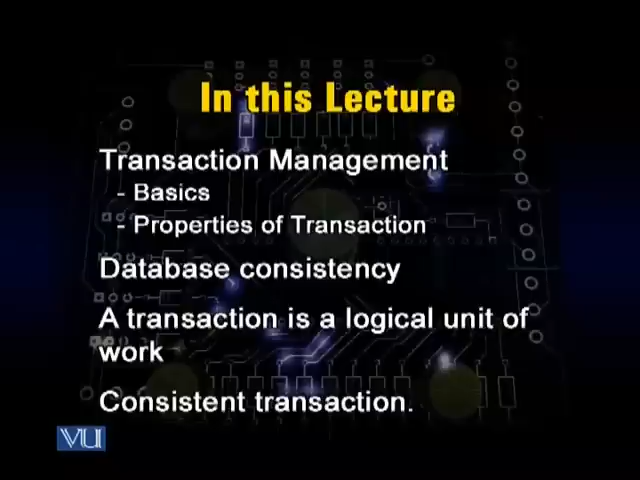 In this Lecture
Transaction Management
- Basics
- Properties of Transaction
Database consistency
A transaction is a logical unit of
work
Consistent transaction.
VU